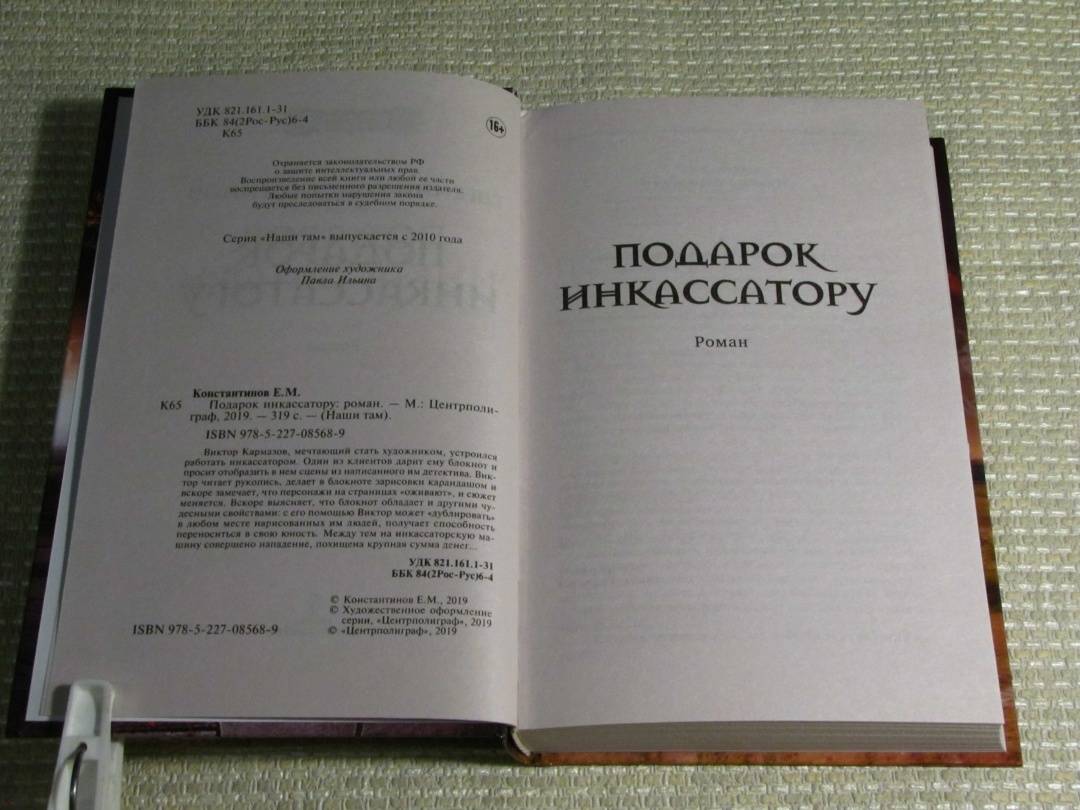 УДК 821.161.1-31
ББК 84(2Рос-Рус)6-4
К65
16+
Охраняется законодательством РФ
о защите интеллектуальных прав.
Воспроизведение всей книги или любой ее части
воспрещается без письменного разрешения издателя.
Любые попытки нарушения закона
будут преследоваться в судебном порядке.
Серия «Наши там» выпускается с 2010 года
Оформление художника
Павла Ильина
Константинов Е.М.
К65 Подарок инкассатору: роман. — М.: Центрполи-
граф, 2019. — 319 с. — (Наши там).
ISBN 978-5-227-08568-9
Виктор Кармазов, мечтающий стать художником, устроился
работать инкассатором. Один из клиентов дарит ему блокнот и
просит отобразить в нем сцены из написанного им детектива. Вик-
тор читает рукопись, делает в блокноте зарисовки карандашом и
вскоре замечает, что персонажи на страницах «оживают», и сюжет
меняется. Вскоре выясняет, что блокнот обладает и другими чу-
десными свойствами: с его помощью Виктор может «дублировать»
в любом месте нарисованных им людей, получает способность
переноситься в свою юность. Между тем на инкассаторскую ма-
шину совершено нападение, похищена крупная сумма денег...
УДК 821.161.1-31
ББК 84(2Рос-Рус)6-4
© Константинов Е.М., 2019
© Художественное оформление
серии, «Центрполиграф», 2019
© «Центрполиграф», 2019
ISBN 978-5-227-08568-9
ПОДАРОК
ИНКАССАТОРУ
Роман